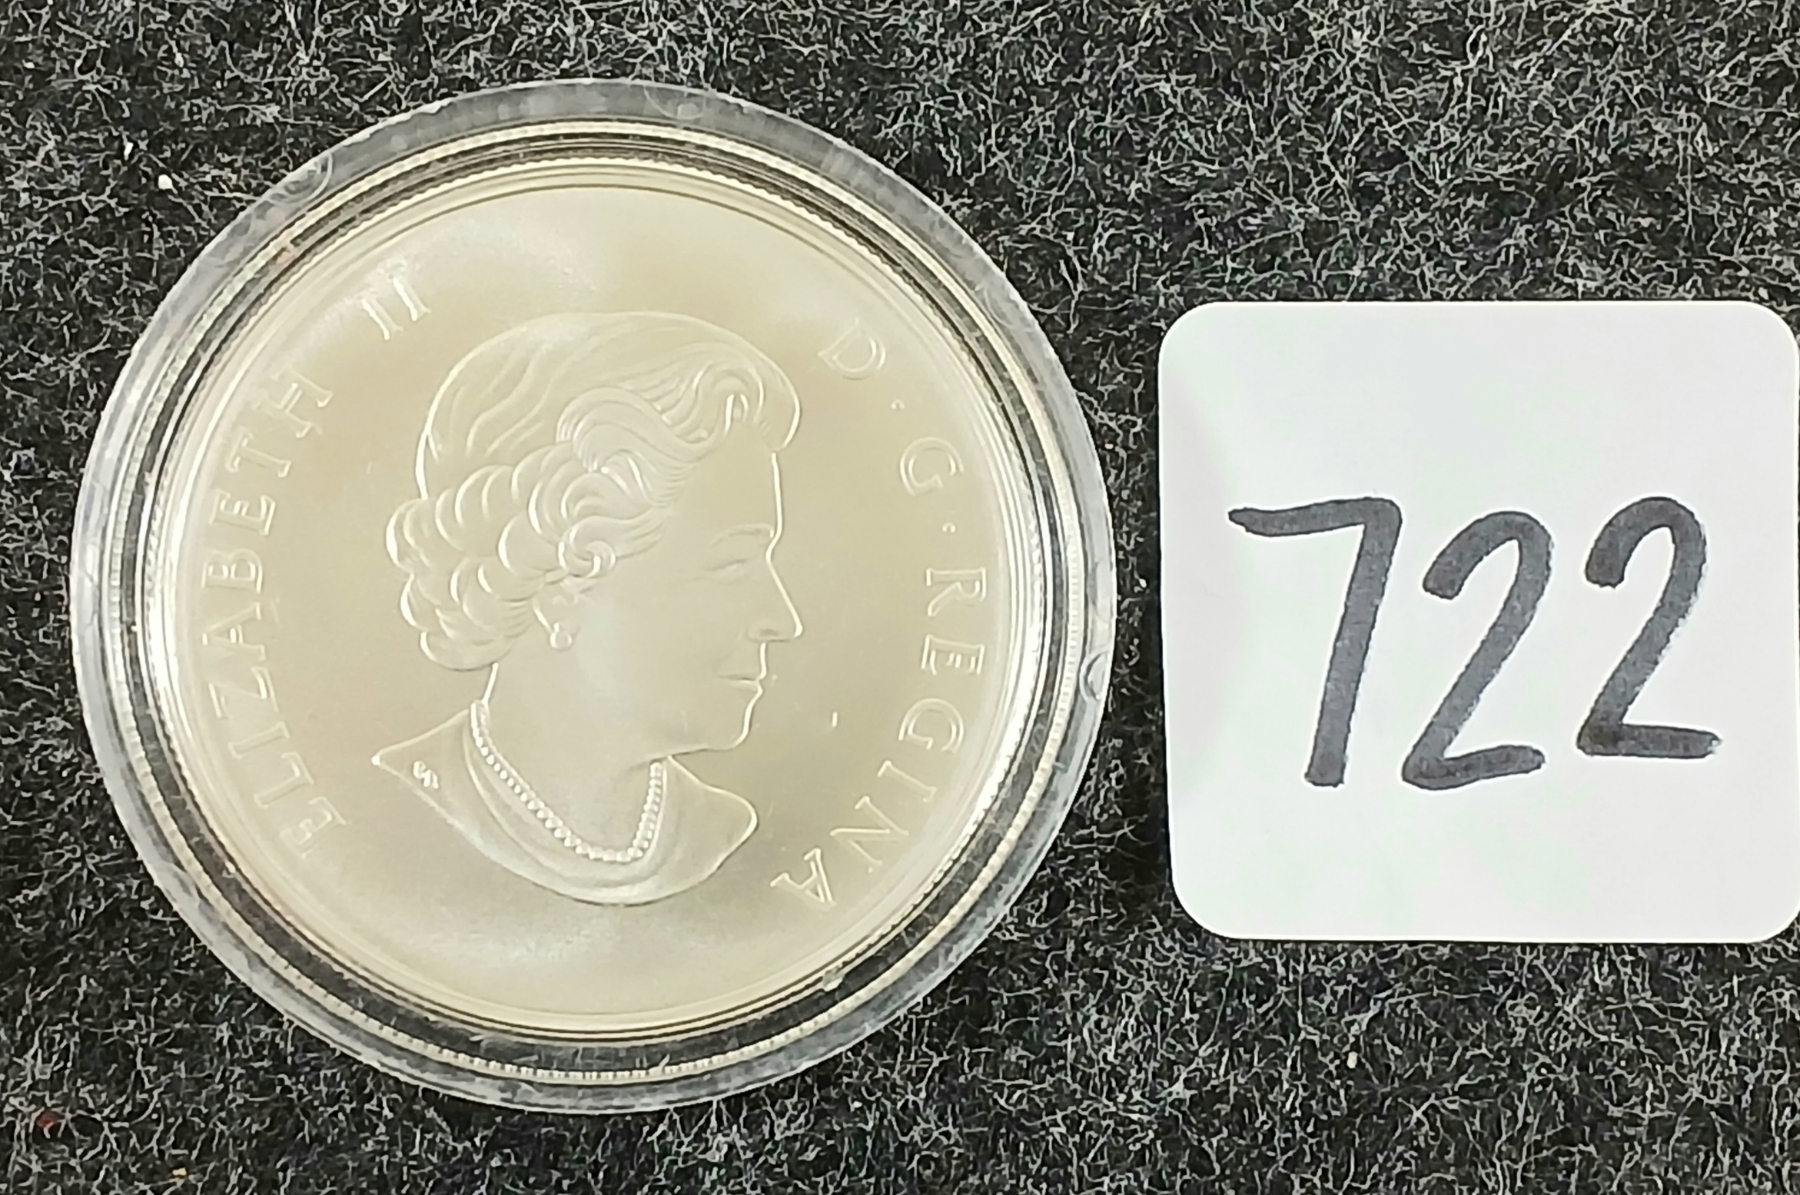 ELIZABETH II D·G·REGINA
722